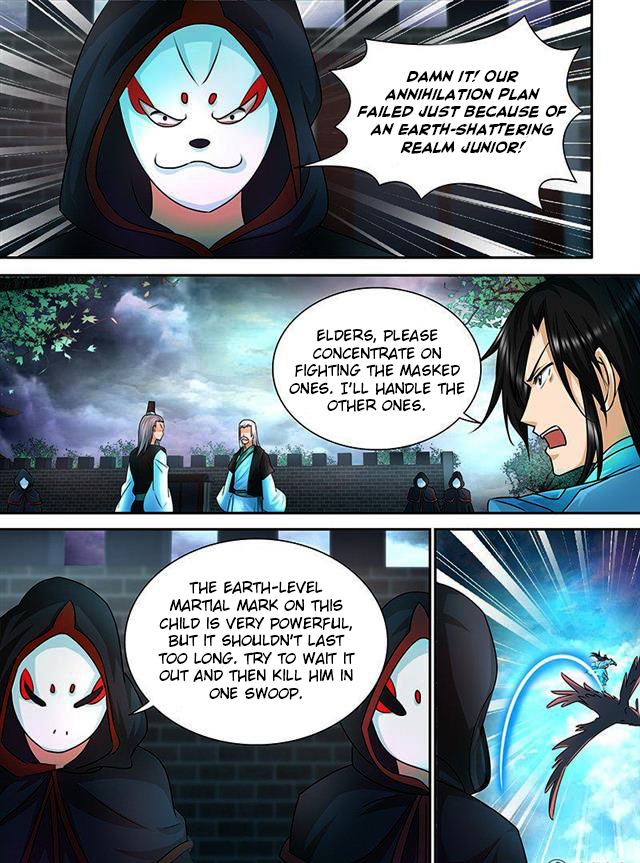 DAMN IT! OUR
ANNIHILATION PLAN
FAILED JUST BECAUSE OF
AN EARTH-SHATTERING
REALM JUNIOR!
ELDERS, PLEASE
CONCENTRATE ON
FIGHTING THE MASKED
ONES. I'LL HANDLE THE
OTHER ONES.
THE EARTH-LEVEL
MARTIAL MARK ON THIS
CHILD IS VERY POWERFUL,
BUT IT SHOULDN'T LAST
TOO LONG. TRY TO WAIT IT
OUT AND THEN KILL HIM IN
ONE SWOOP.